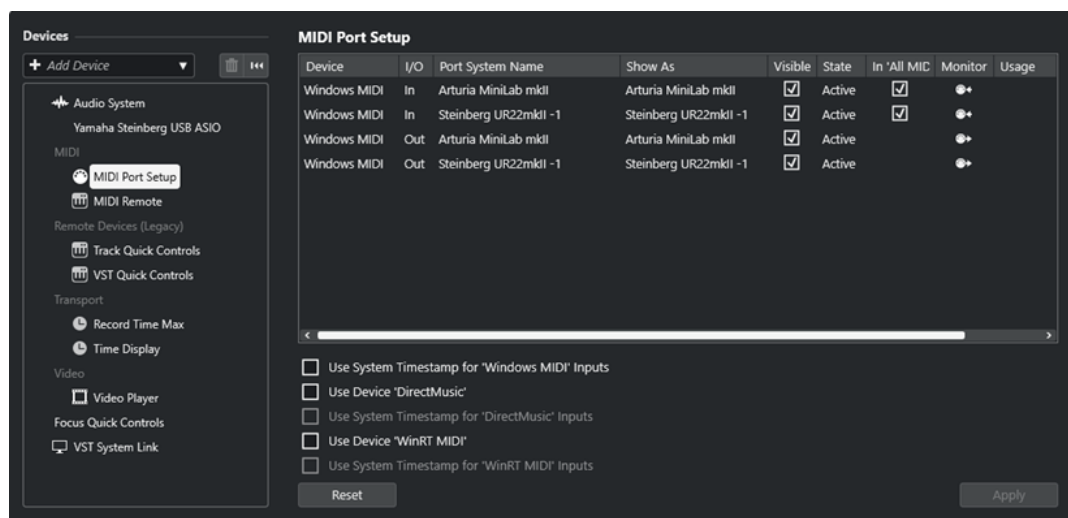 Devices
+ Add Device
Audio System
Yamaha Steinberg USB ASIO
MIDI
MIDI Port Setup
MIDI Remote
Remote Devices (Legacy)
Track Quick Controls
VST Quick Controls
Transport
Record Time Max
Time Display
Video
Video Player
Focus Quick Controls
VST System Link
MIDI Port Setup
Device I/O Port System Name Show As Visible State In 'All MID Monitor Usage
Windows MIDI In Arturia MiniLab mkII Arturia MiniLab mkII Active
Windows MIDI In Steinberg UR22mkII -1 Steinberg UR22mkII -1 Active
Windows MIDI Out Arturia MiniLab mkII Arturia MiniLab mkII Active
Windows MIDI Out Steinberg UR22mkII -1 Steinberg UR22mkII -1 Active
Use System Timestamp for 'Windows MIDI' Inputs
Use Device 'DirectMusic'
Use System Timestamp for 'DirectMusic' Inputs
Use Device 'WinRT MIDI'
Use System Timestamp for 'WinRT MIDI' Inputs
Reset
Apply